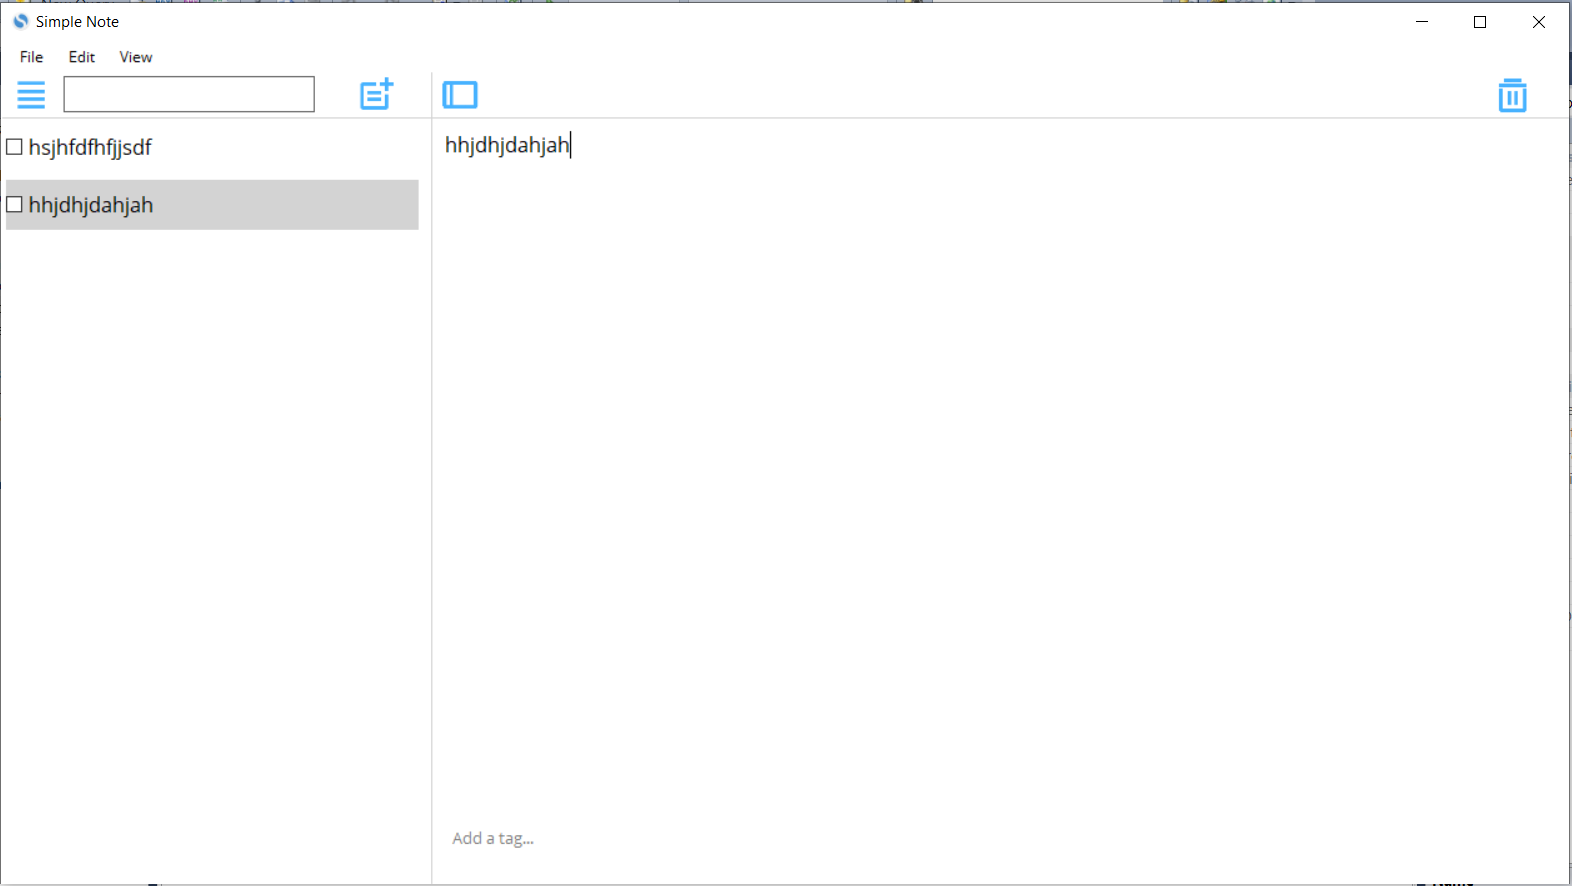 Simple Note
File Edit View
hsjhfdfhfjjsdf
hhjdhjdahjah
hhjdhjdahjah
Add a tag...